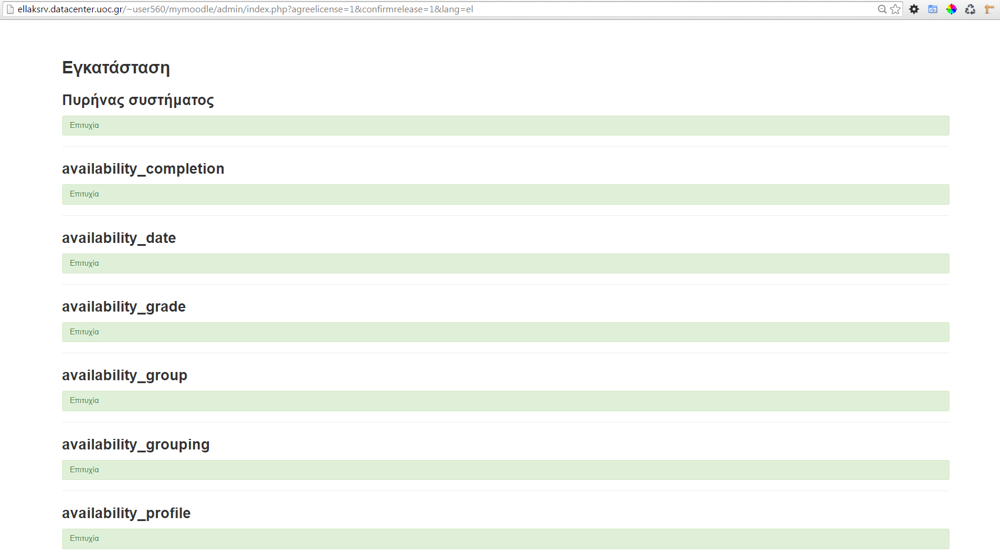 ellaksrv.datacenter.uoc.gr/~user560/mymoodle/admin/index.php?agreelicense=1&confirmrelease=1&lang=el
Εγκατάσταση
Πυρήνας συστήματος
Επιτυχία
availability_completion
Επιτυχία
availability_date
Επιτυχία
availability_grade
Επιτυχία
availability_group
Επιτυχία
availability_grouping
Επιτυχία
availability_profile
Επιτυχία